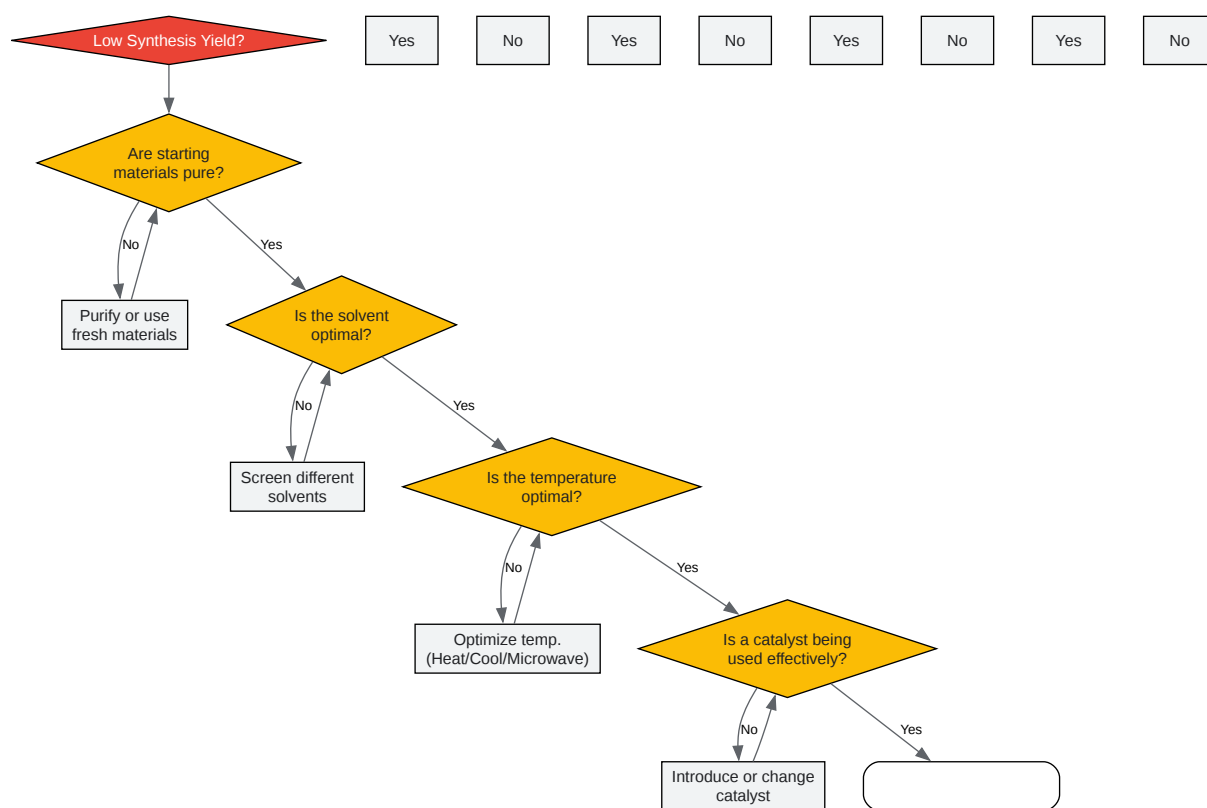 Low Synthesis Yield?
Yes
No
Yes
No
Yes
No
Yes
No
Are starting
materials pure?
No
Yes
Purify or use
fresh materials
Is the solvent
optimal?
No
Yes
Screen different
solvents
Is the temperature
optimal?
No
Yes
Optimize temp.
(Heat/Cool/Microwave)
Is a catalyst being
used effectively?
No
Yes
Introduce or change
catalyst